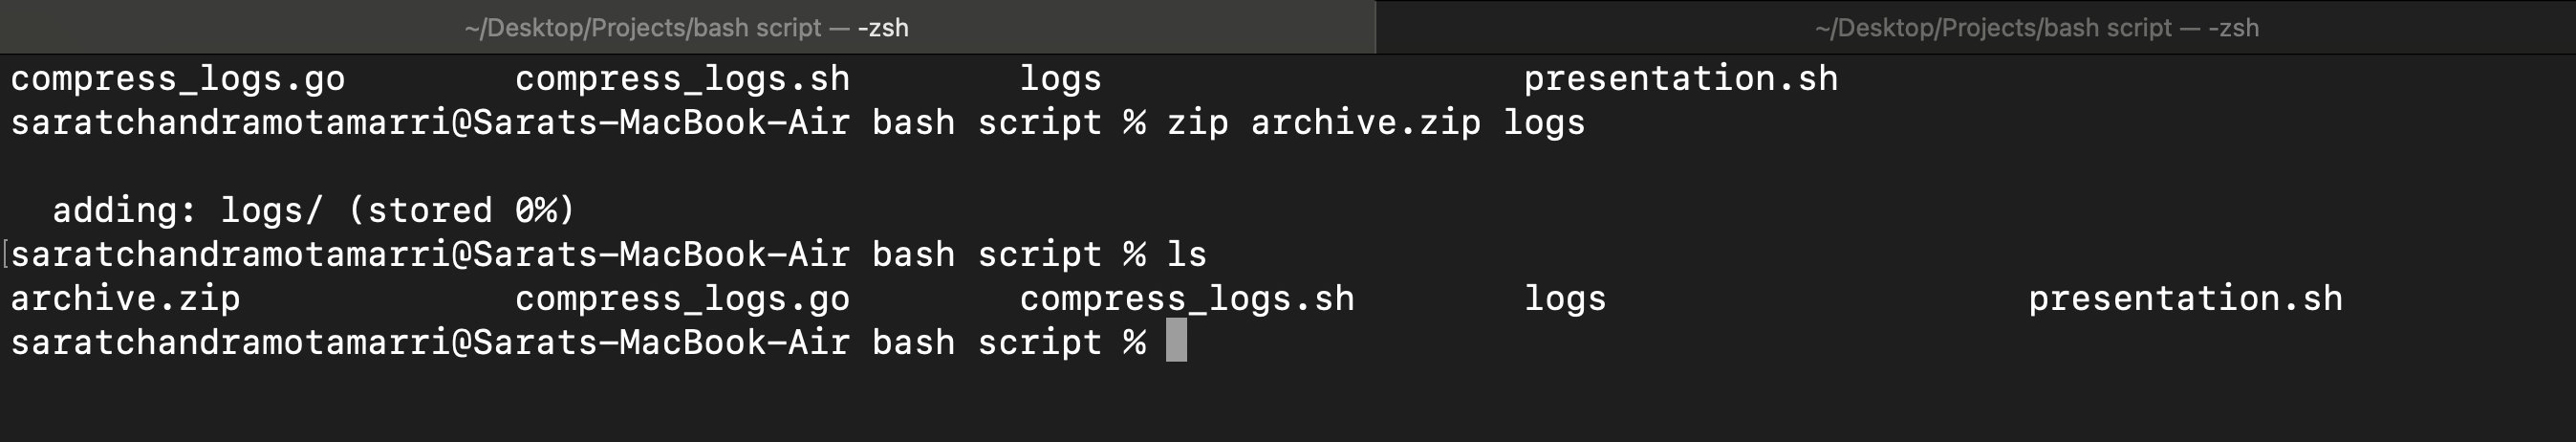 ~/Desktop/Projects/bash script — -zsh
~/Desktop/Projects/bash script — -zsh
compress_logs.go compress_logs.sh logs presentation.sh
saratchandramotamarri@Sarats-MacBook-Air bash script % zip archive.zip logs
adding: logs/ (stored 0%)
[saratchandramotamarri@Sarats-MacBook-Air bash script % ls
archive.zip compress_logs.go compress_logs.sh logs presentation.sh
saratchandramotamarri@Sarats-MacBook-Air bash script %